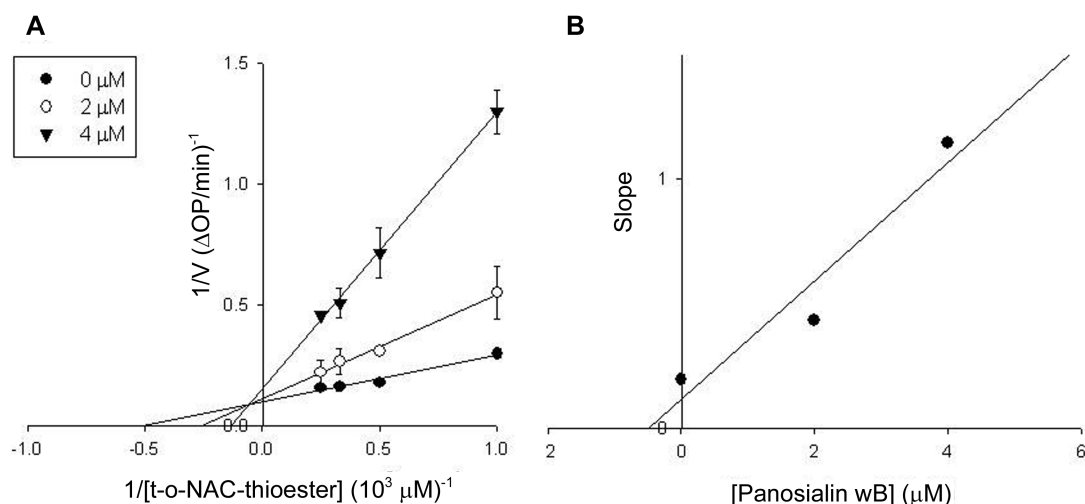 A
B
0 μM
2 μM
4 μM
1/V (ΔOP/min)⁻¹
1.5
1.0
0.5
0.0
-1.0
-0.5
0.0
0.5
1.0
1/[t-o-NAC-thioester] (10³ μM)⁻¹
Slope
1
0
2
0
2
4
6
[Panosialin wB] (μM)